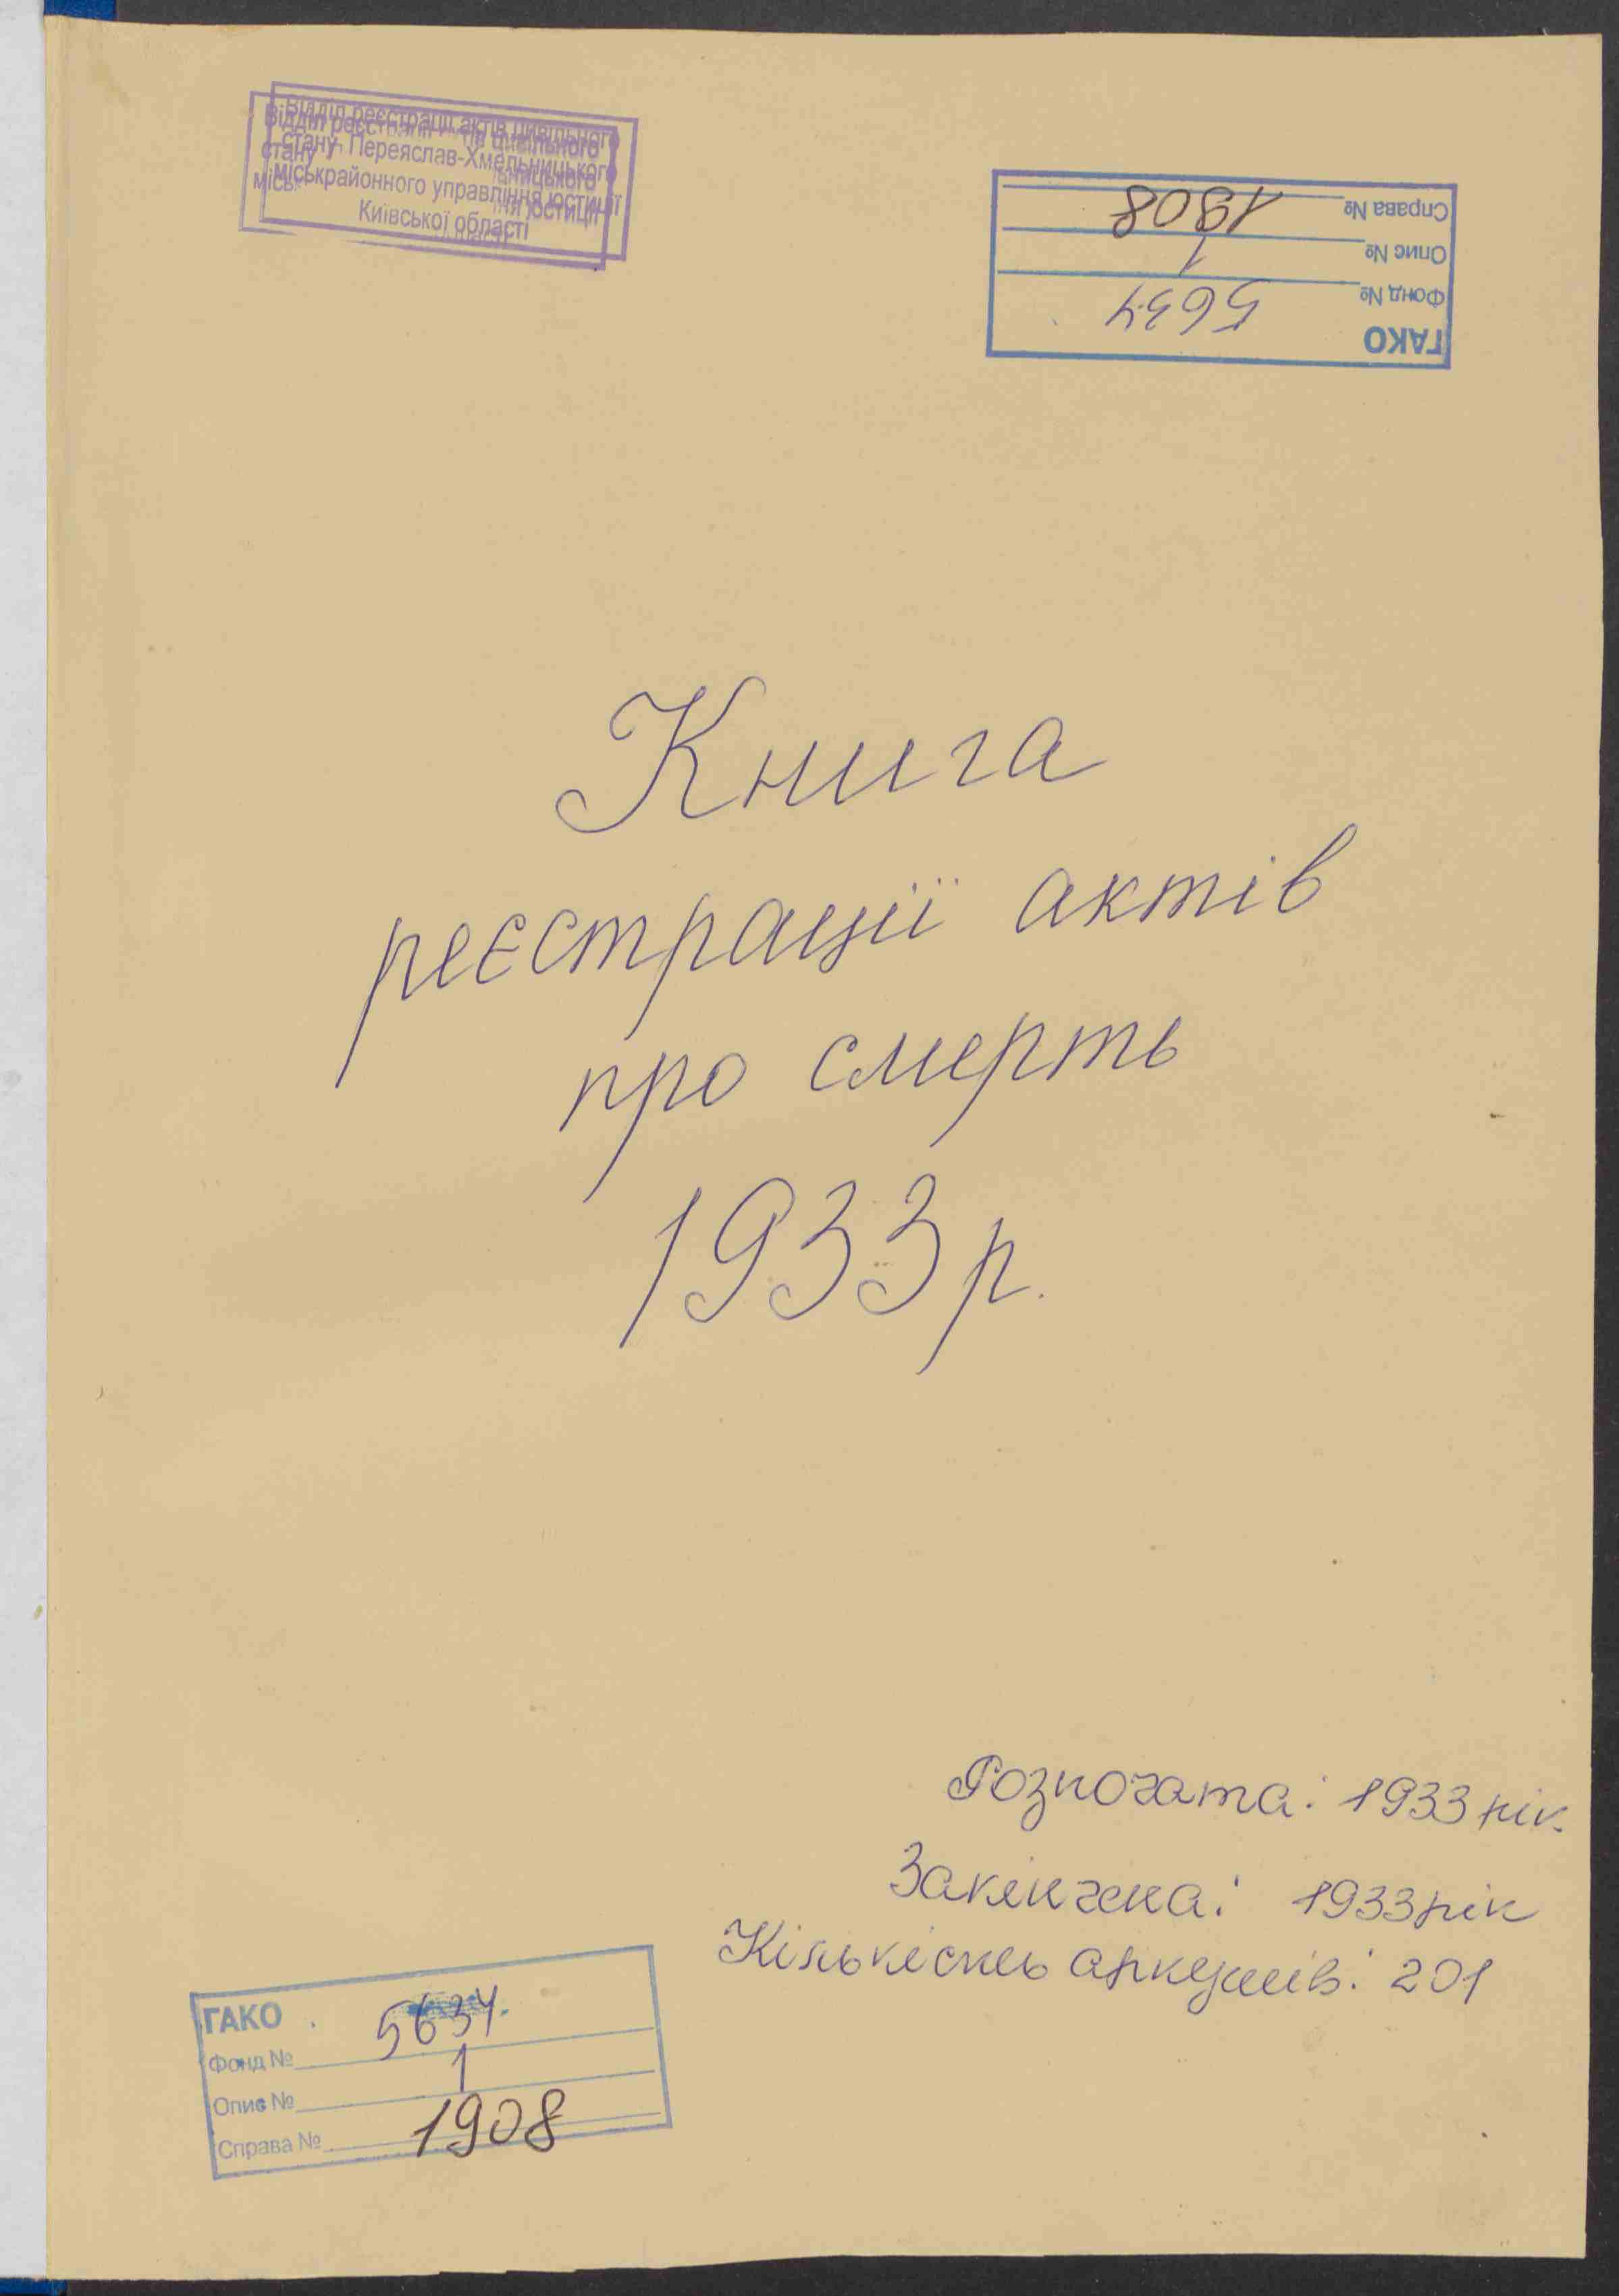 Відділ реєстрації актів цивільного
стану Переяслав-Хмельницького
міськрайонного управління юстиції
Київської області
ГАКО
Фонд № 5634
Опис № 1
Справа № 1908
Книга
реєстрації актів
про смерть
1933 р.
Розпочата: 1933 рік.
Закінчена: 1933 рік
Кількість аркушів: 201
ГАКО
Фонд № 5634.
Опис № 1
Справа № 1908